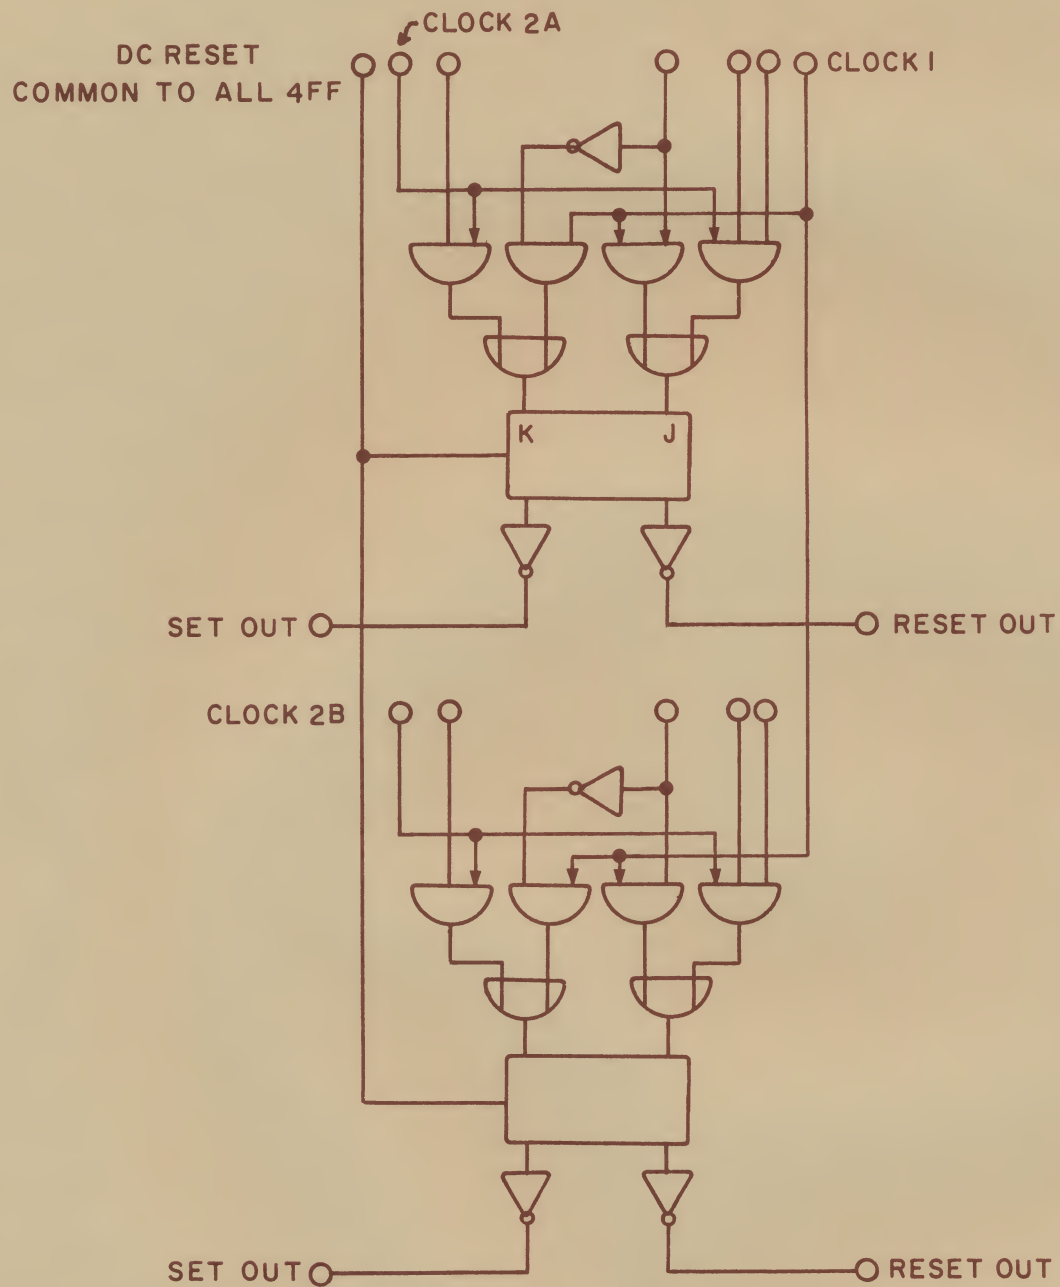 CLOCK 2A
DC RESET
COMMON TO ALL 4FF
CLOCK 1
K
J
SET OUT
RESET OUT
CLOCK 2B
SET OUT
RESET OUT